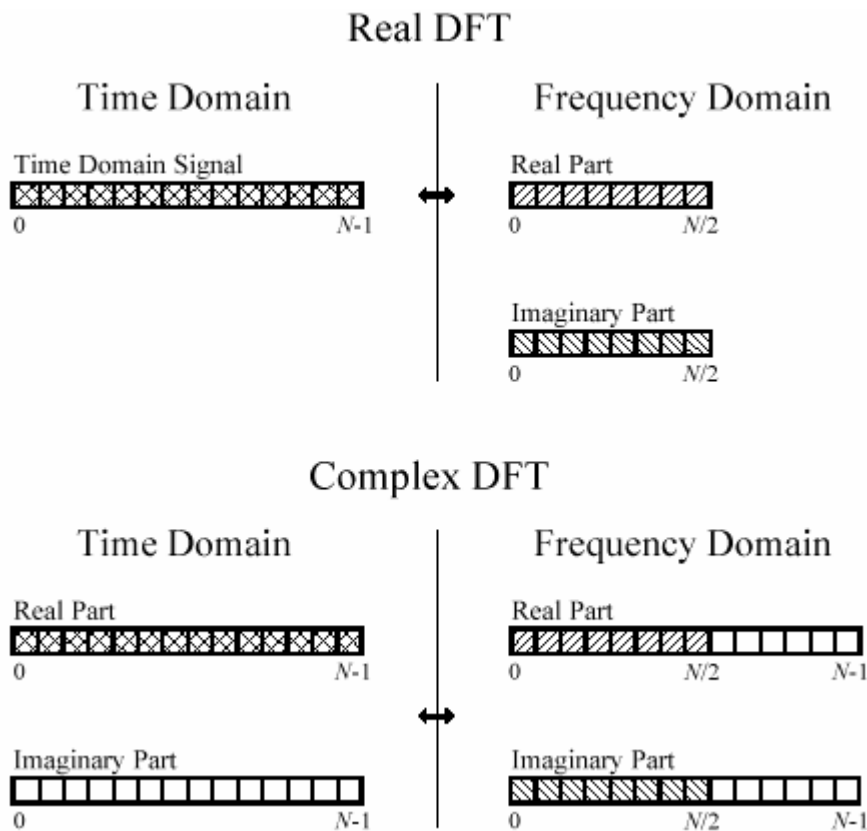 Real DFT
Time Domain
Frequency Domain
Time Domain Signal
0 N-1
Real Part
0 N/2
Imaginary Part
0 N/2
Complex DFT
Time Domain
Frequency Domain
Real Part
0 N-1
Real Part
0 N/2 N-1
Imaginary Part
0 N-1
Imaginary Part
0 N/2 N-1